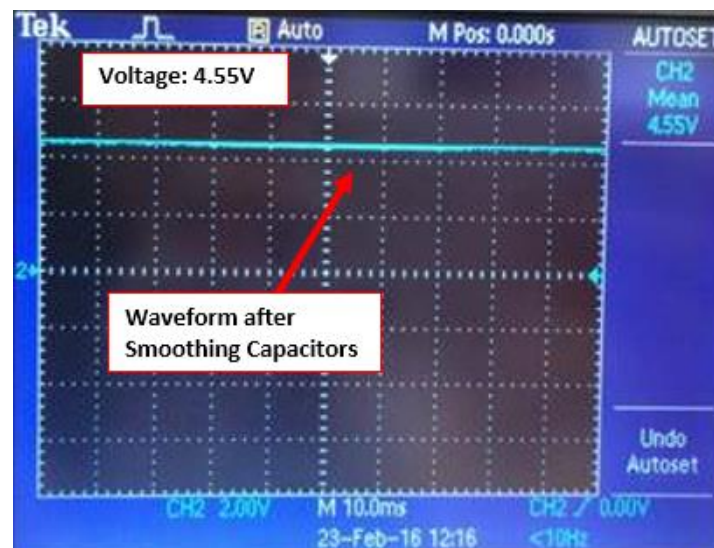 Tek
R Auto
M Pos: 0.000s
AUTOSET
Voltage: 4.55V
CH2
Mean
4.55V
2
Waveform after
Smoothing Capacitors
Undo
Autoset
CH2 2.00V
M 10.0ms
CH2 / 0.00V
23-Feb-16 12:16
<10Hz